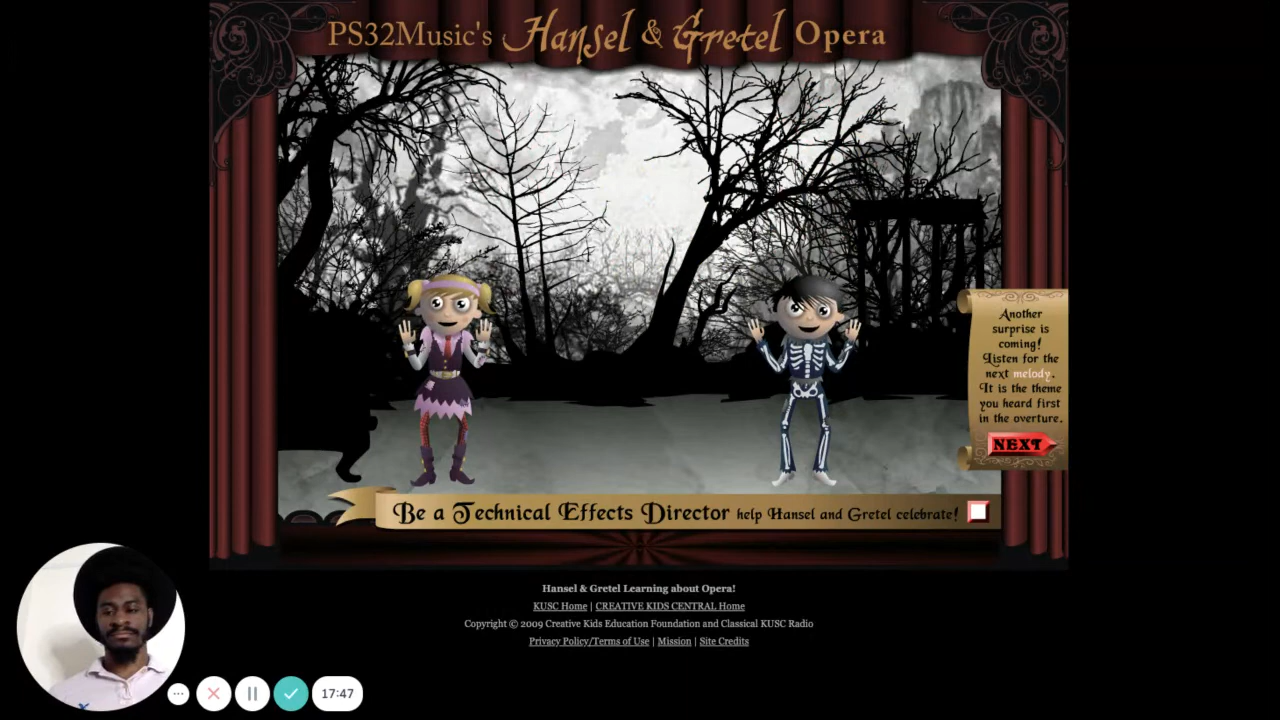 PS32Music's Hansel & Gretel Opera
Another
surprise is
coming!
Listen for the
next melody.
It is the theme
you heard first
in the overture.
NEXT
Be a Technical Effects Director help Hansel and Gretel celebrate!
Hansel & Gretel Learning about Opera!
KUSC Home | CREATIVE KIDS CENTRAL Home
Copyright © 2009 Creative Kids Education Foundation and Classical KUSC Radio
Privacy Policy/Terms of Use | Mission | Site Credits
17:47